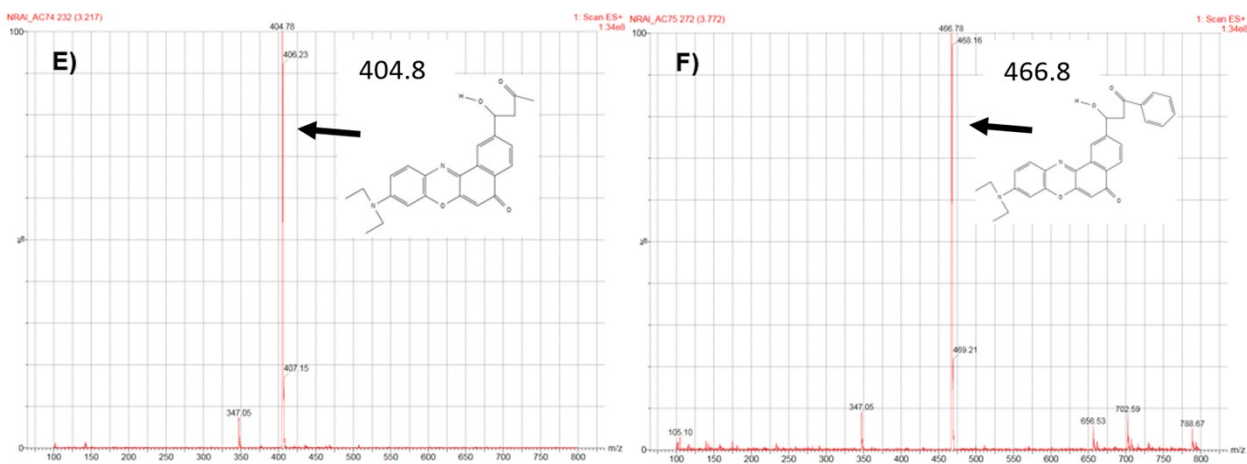 NRAI_AC74 232 (3.217)
1: Scan ES+
1.34e8
404.78
100
E)
404.8
406.23
H
O
O
N
N
O
O
%
407.15
347.05
0
100 150 200 250 300 350 400 450 500 550 600 650 700 750 800
m/z
NRAI_AC75 272 (3.772)
1: Scan ES+
1.34e8
466.78
100
468.16
F)
466.8
H
O
O
N
N
O
O
%
469.21
347.05
105.10
656.53
702.59
788.67
0
100 150 200 250 300 350 400 450 500 550 600 650 700 750 800
m/z